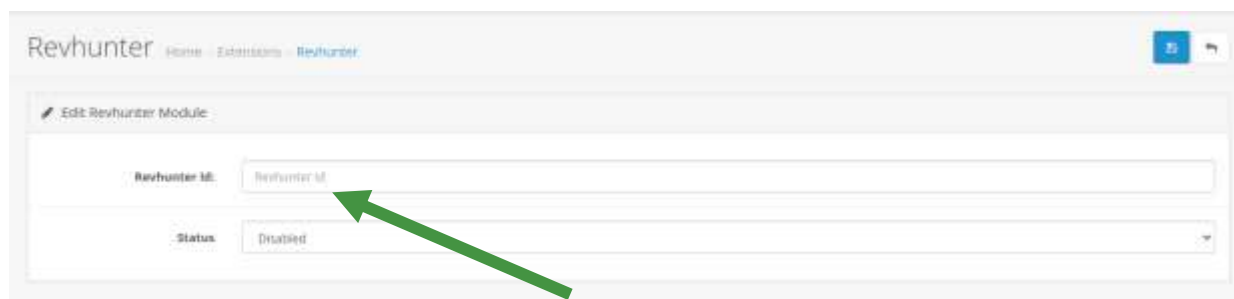 Revhunter Home Extensions Revhunter
Edit Revhunter Module
Revhunter Id: Revhunter Id
Status Disabled